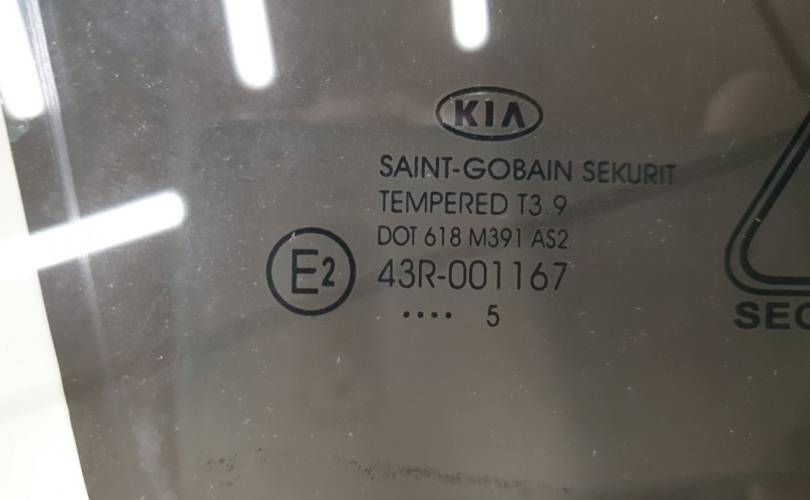 KIA
SAINT-GOBAIN SEKURIT
TEMPERED T3.9
DOT 618 M391 AS2
E2 43R-001167
.... 5
SEC